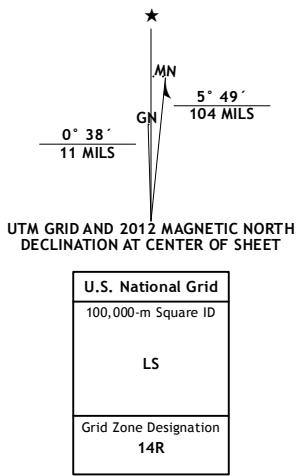 ★
MN
GN
5° 49´
104 MILS
0° 38´
11 MILS
UTM GRID AND 2012 MAGNETIC NORTH
DECLINATION AT CENTER OF SHEET
U.S. National Grid
100,000-m Square ID
LS
Grid Zone Designation
14R